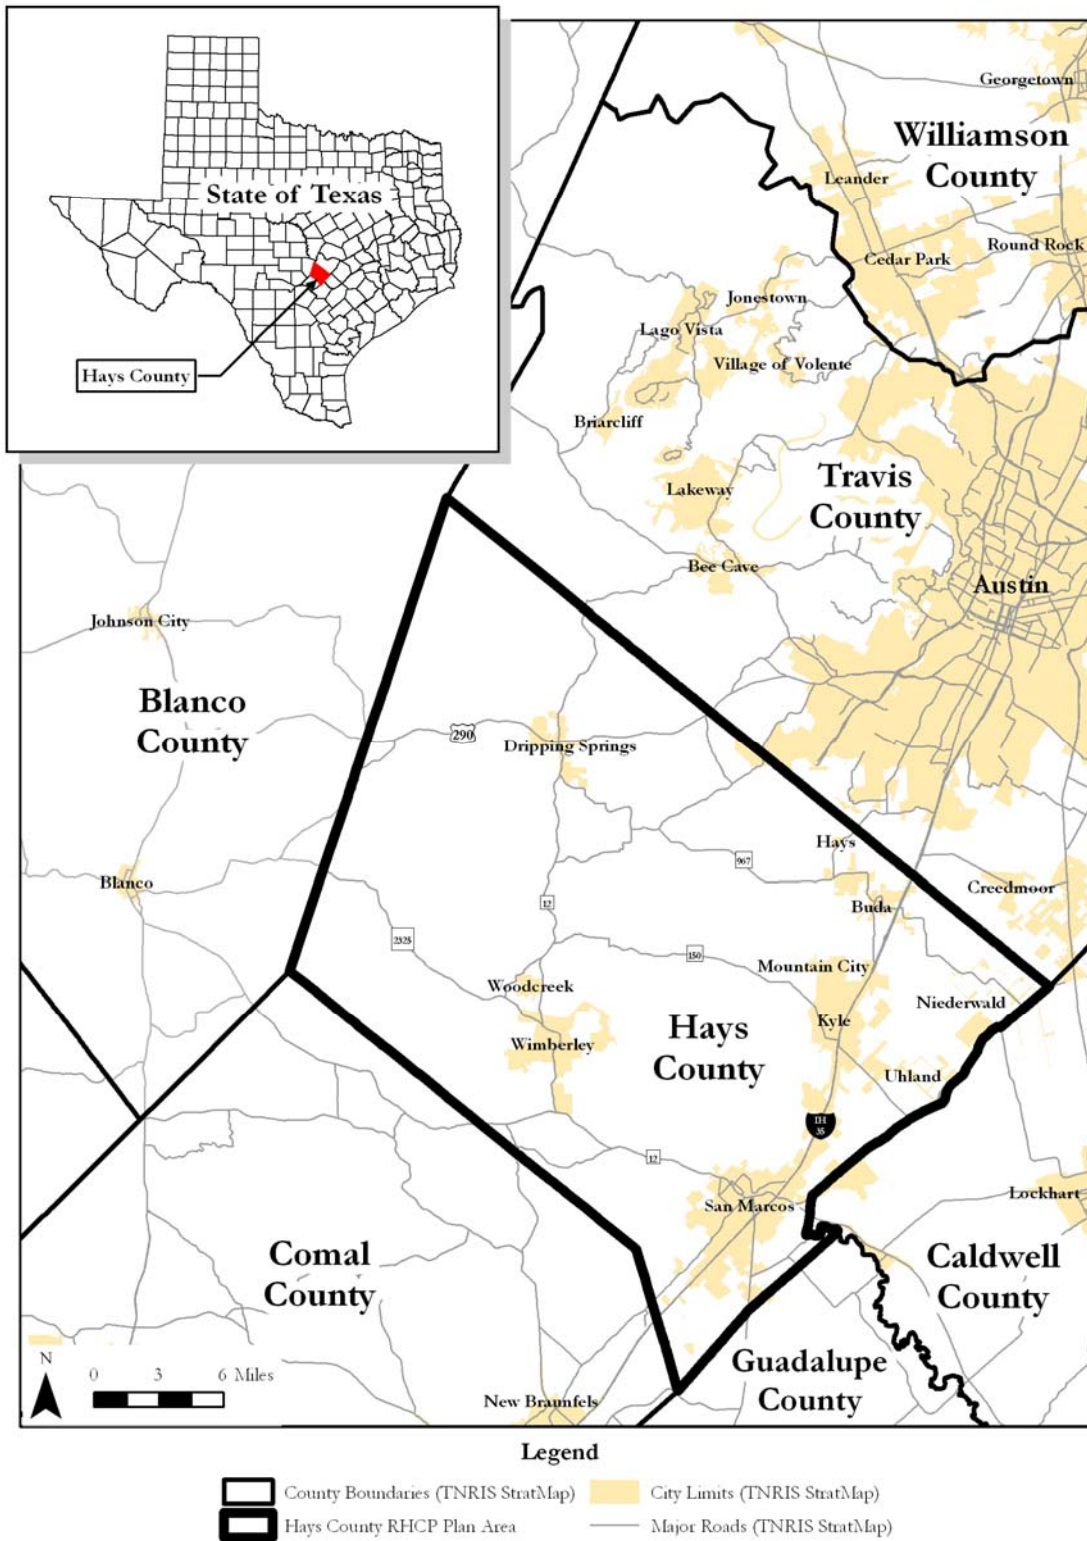 State of Texas
Hays County
Georgetown
Williamson
County
Leander
Round Rock
Cedar Park
Jonestown
Lago Vista
Village of Volente
Briarcliff
Travis
County
Lakeway
Bee Cave
Austin
Johnson City
Blanco
County
290
Dripping Springs
Hays
967
Blanco
Creedmoor
12
Buda
2325
150
Mountain City
Woodcreek
Niederwald
Kyle
Hays
County
Wimberley
Uhland
IH
35
12
San Marcos
Lockhart
Comal
County
Caldwell
County
Guadalupe
County
N
0 3 6 Miles
New Braunfels
Legend
County Boundaries (TNRIS StratMap)
City Limits (TNRIS StratMap)
Hays County RHCP Plan Area
Major Roads (TNRIS StratMap)